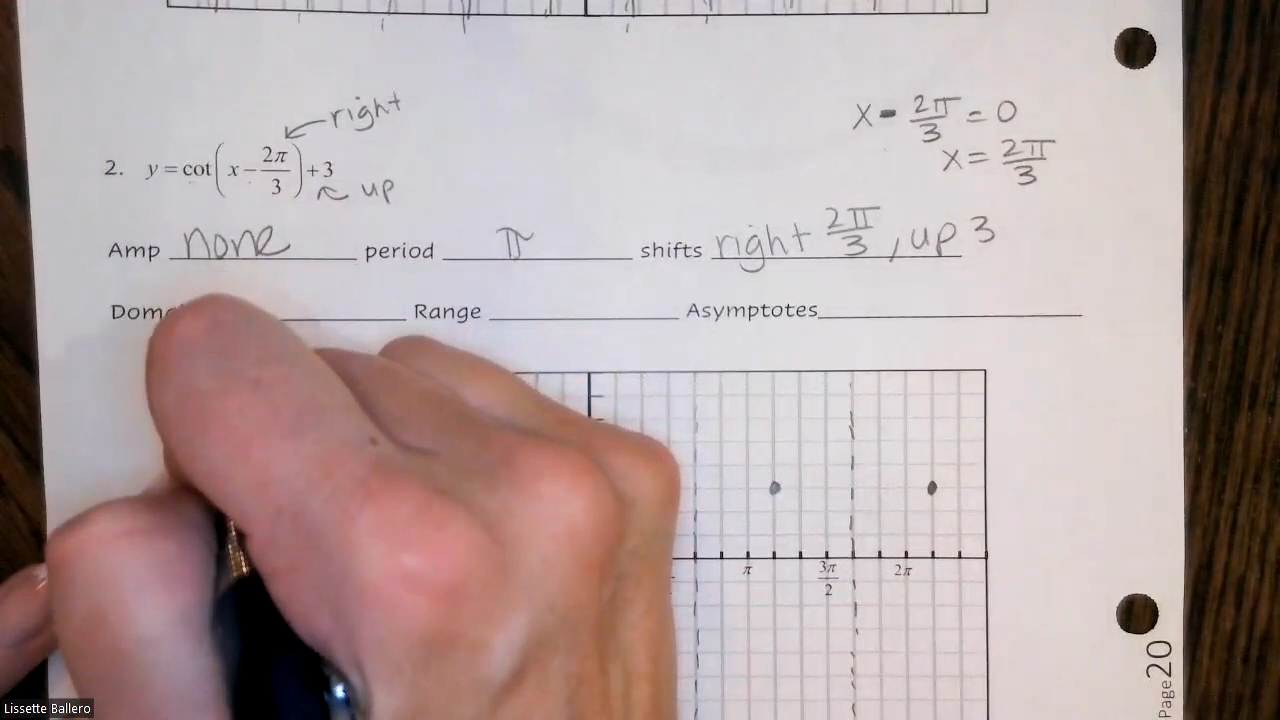 right
x - 2π/3 = 0
x = 2π/3
2. y = cot(x - 2π/3) + 3
up
Amp none period π shifts right 2π/3, up 3
Range Asymptotes
π 3π/2 2π
Page 20
Lissette Ballero